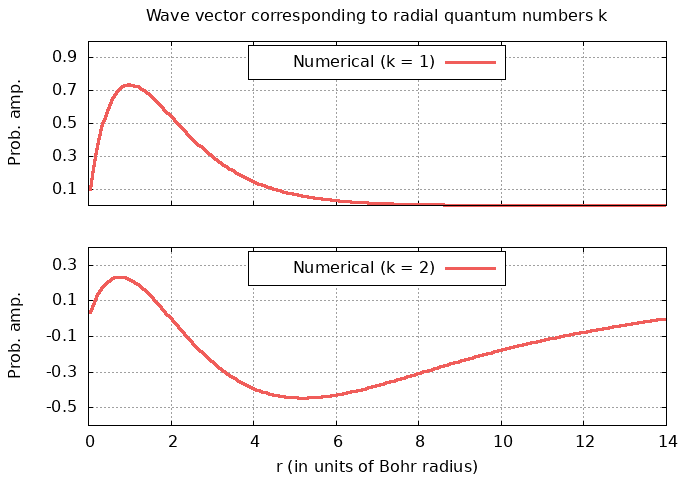 Wave vector corresponding to radial quantum numbers k
Prob. amp.
0.9
0.7
0.5
0.3
0.1
Numerical (k = 1)
Prob. amp.
0.3
0.1
-0.1
-0.3
-0.5
Numerical (k = 2)
0 2 4 6 8 10 12 14
r (in units of Bohr radius)